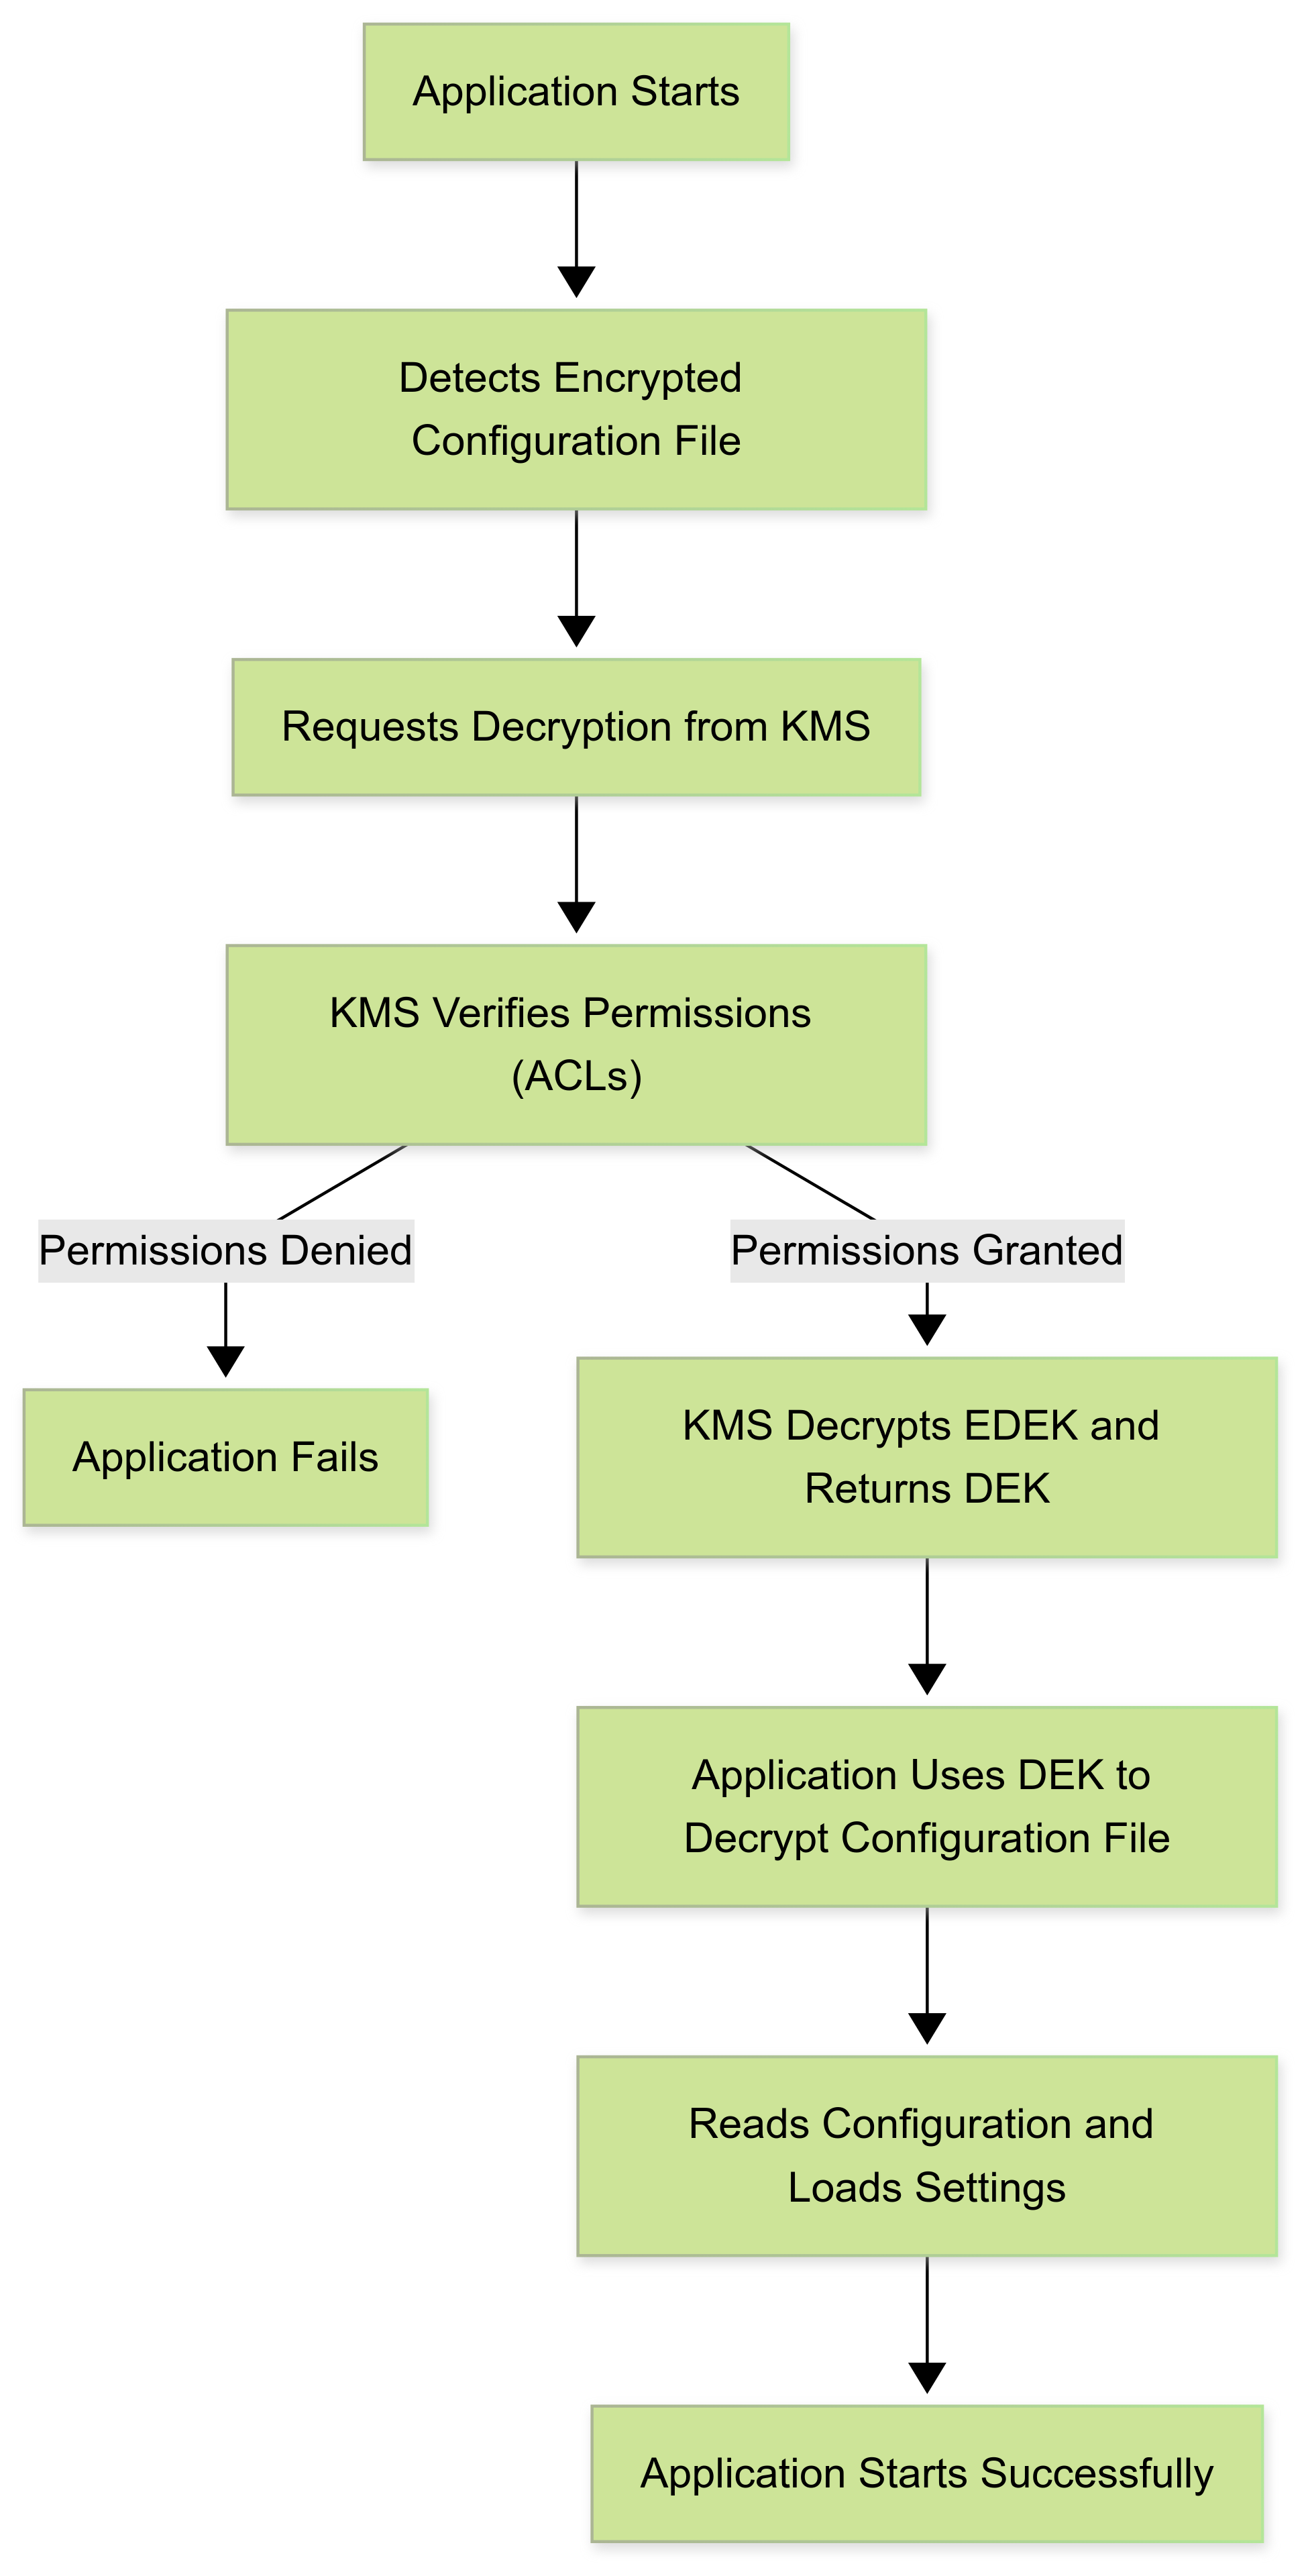 Application Starts
Detects Encrypted
Configuration File
Requests Decryption from KMS
KMS Verifies Permissions
(ACLs)
Permissions Denied
Permissions Granted
Application Fails
KMS Decrypts EDEK and
Returns DEK
Application Uses DEK to
Decrypt Configuration File
Reads Configuration and
Loads Settings
Application Starts Successfully